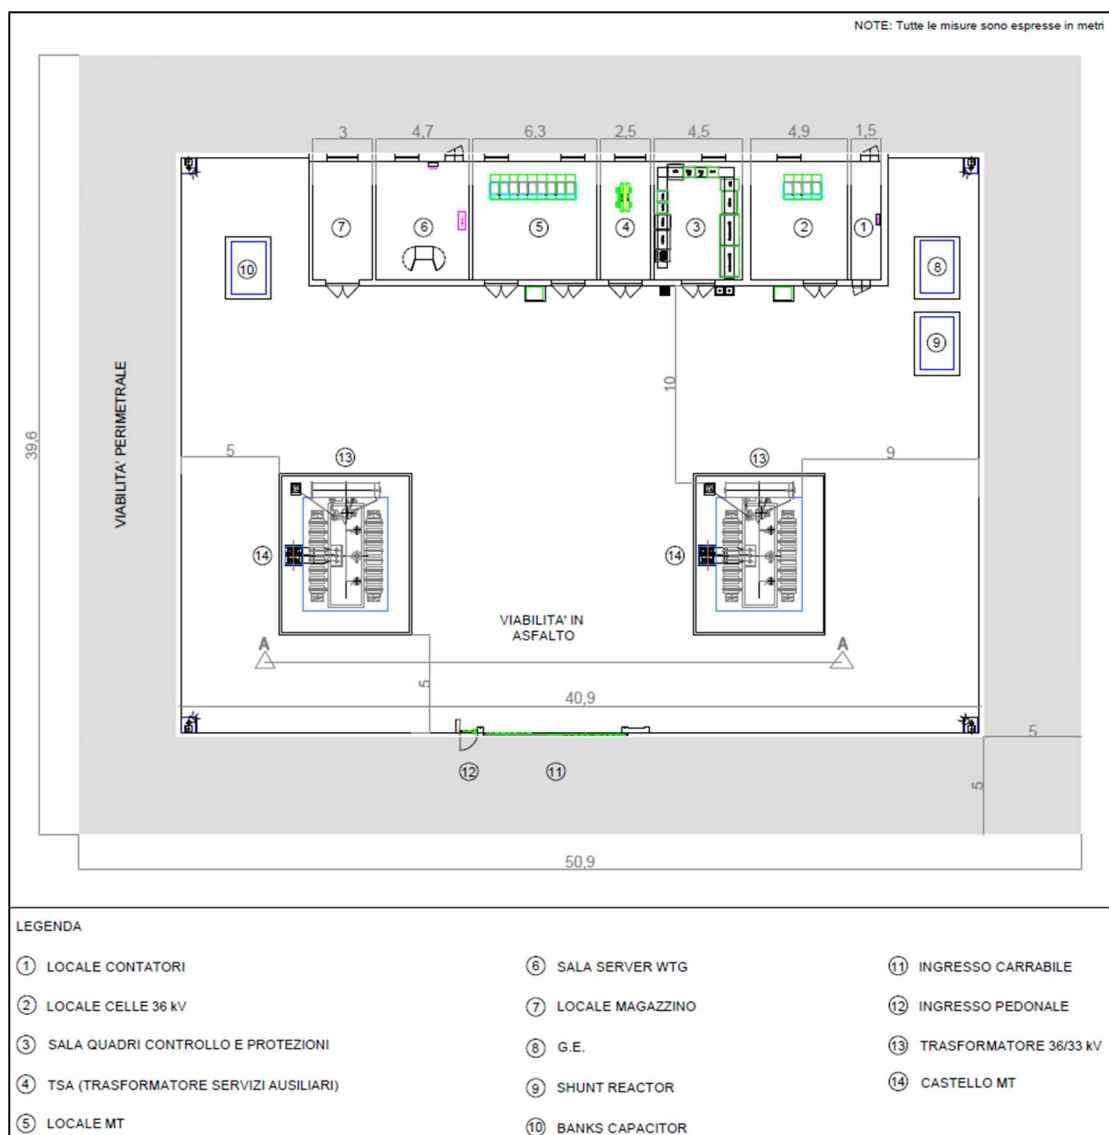 NOTE: Tutte le misure sono espresse in metri
3
4,7
6,3
2,5
4,5
4,9
1,5
7
6
5
4
3
2
1
10
8
9
39,6
VIABILITA' PERIMETRALE
10
5
9
13
13
14
14
VIABILITA' IN
ASFALTO
A
A
5
40,9
5
12
11
5
50,9
LEGENDA
1 LOCALE CONTATORI
2 LOCALE CELLE 36 kV
3 SALA QUADRI CONTROLLO E PROTEZIONI
4 TSA (TRASFORMATORE SERVIZI AUSILIARI)
5 LOCALE MT
6 SALA SERVER WTG
7 LOCALE MAGAZZINO
8 G.E.
9 SHUNT REACTOR
10 BANKS CAPACITOR
11 INGRESSO CARRABILE
12 INGRESSO PEDONALE
13 TRASFORMATORE 36/33 kV
14 CASTELLO MT